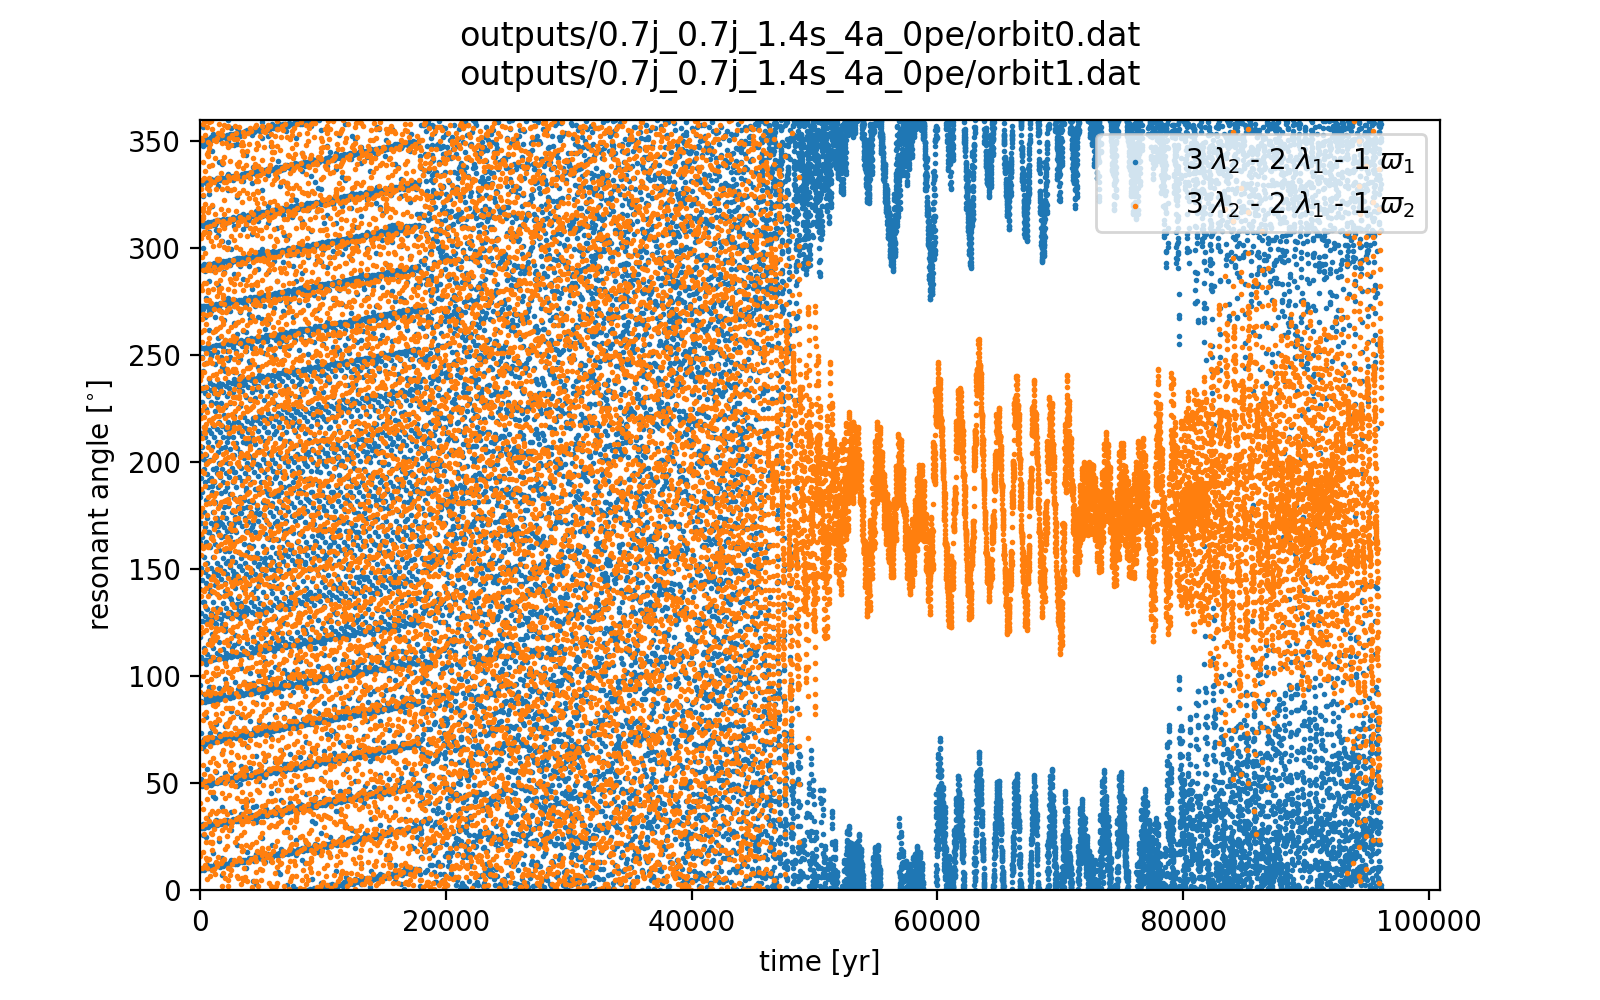 outputs/0.7j_0.7j_1.4s_4a_0pe/orbit0.dat
outputs/0.7j_0.7j_1.4s_4a_0pe/orbit1.dat
350
300
250
200
150
100
50
0
resonant angle [°]
3 λ₂ - 2 λ₁ - 1 ϖ₁
3 λ₂ - 2 λ₁ - 1 ϖ₂
0 20000 40000 60000 80000 100000
time [yr]